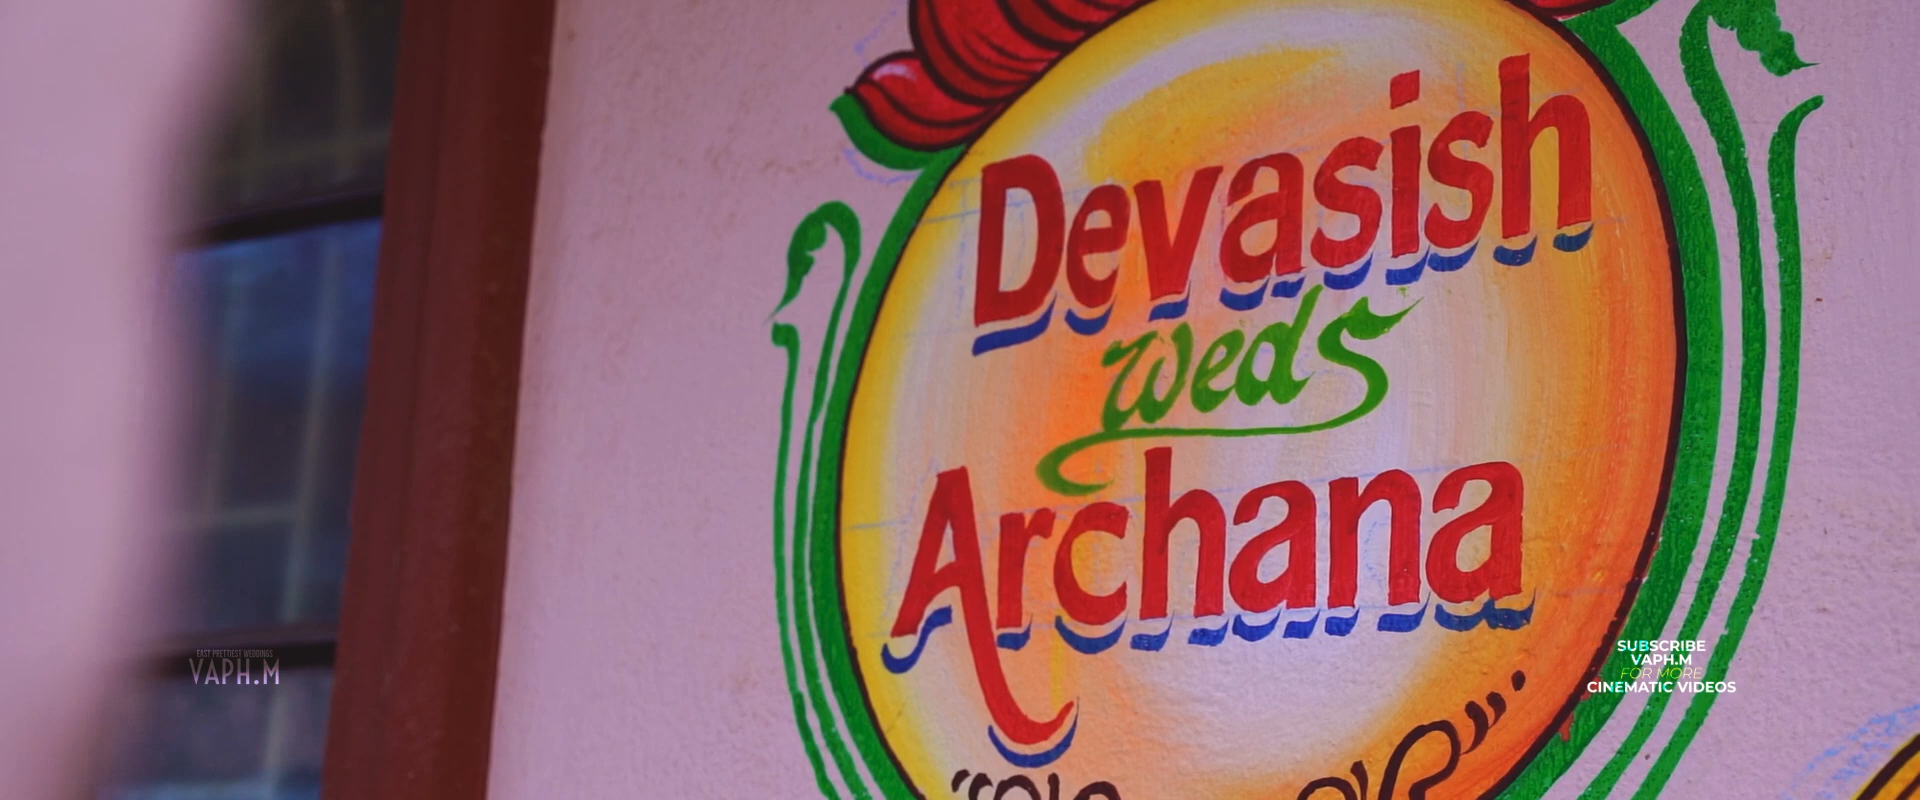 Devasish
weds
Archana
EAST PRETTIEST WEDDINGS
VAPH.M
SUBSCRIBE
VAPH.M
FOR MORE
CINEMATIC VIDEOS